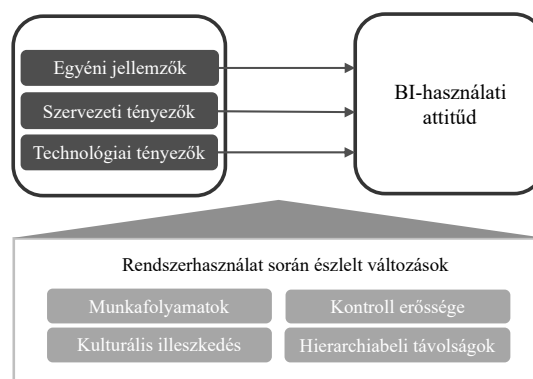 Egyéni jellemzők
Szervezeti tényezők
Technológiai tényezők
BI-használati
attitűd
Rendszerhasználat során észlelt változások
Munkafolyamatok
Kontroll erőssége
Kulturális illeszkedés
Hierarchiabeli távolságok